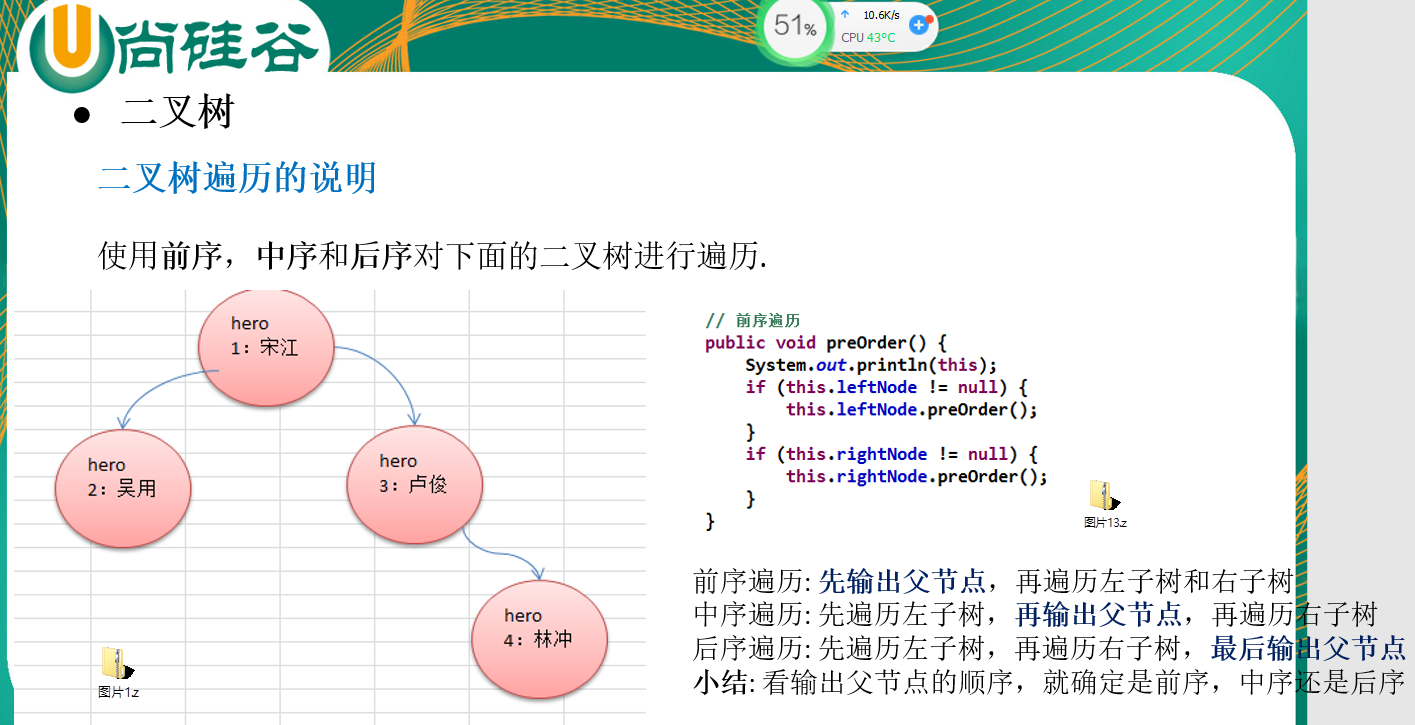 尚硅谷
51%
10.6K/s
CPU 43°C
● 二叉树
二叉树遍历的说明
使用前序，中序和后序对下面的二叉树进行遍历.
hero
1：宋江
hero
2：吴用
hero
3：卢俊
hero
4：林冲
图片1.z
// 前序遍历
public void preOrder() {
System.out.println(this);
if (this.leftNode != null) {
this.leftNode.preOrder();
}
if (this.rightNode != null) {
this.rightNode.preOrder();
}
}
图片13.z
前序遍历: 先输出父节点，再遍历左子树和右子树
中序遍历: 先遍历左子树，再输出父节点，再遍历右子树
后序遍历: 先遍历左子树，再遍历右子树，最后输出父节点
小结: 看输出父节点的顺序，就确定是前序，中序还是后序